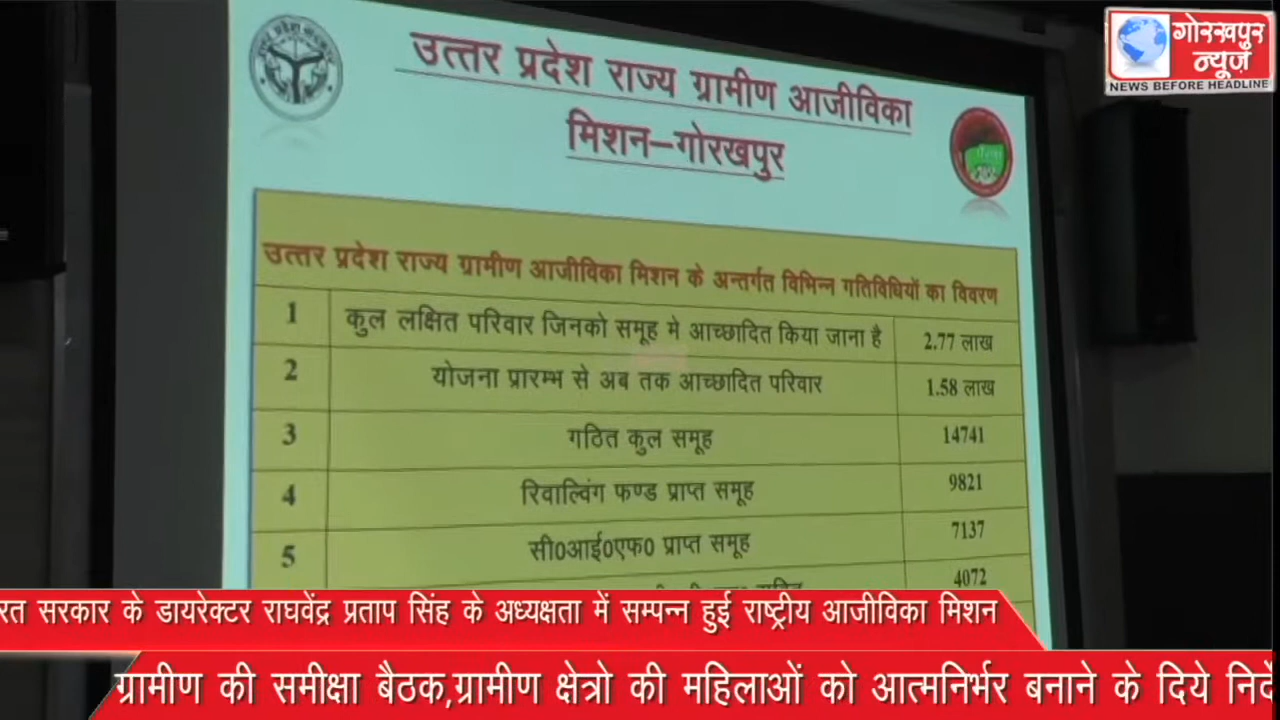 गोरखपुर
न्यूज़
NEWS BEFORE HEADLINE
उत्तर प्रदेश राज्य ग्रामीण आजीविका
मिशन–गोरखपुर
उत्तर प्रदेश राज्य ग्रामीण आजीविका मिशन के अन्तर्गत विभिन्न गतिविधियों का विवरण
1 कुल लक्षित परिवार जिनको समूह मे आच्छादित किया जाना है 2.77 लाख
2 योजना प्रारम्भ से अब तक आच्छादित परिवार 1.58 लाख
3 गठित कुल समूह 14741
4 रिवाल्विंग फण्ड प्राप्त समूह 9821
5 सी0आई0एफ0 प्राप्त समूह 7137
4072
रत सरकार के डायरेक्टर राघवेंद्र प्रताप सिंह के अध्यक्षता में सम्पन्न हुई राष्ट्रीय आजीविका मिशन
ग्रामीण की समीक्षा बैठक,ग्रामीण क्षेत्रो की महिलाओं को आत्मनिर्भर बनाने के दिये निर्दे